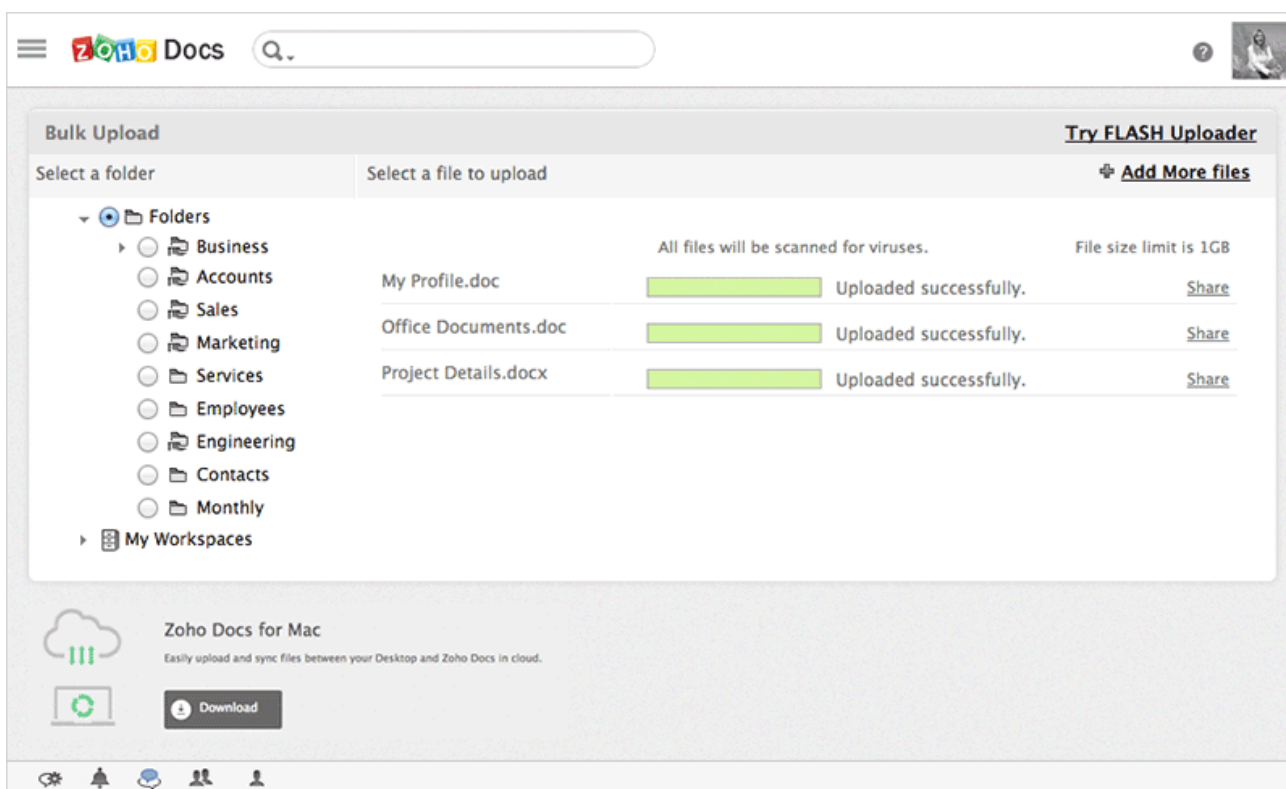 ZOHO Docs
Bulk Upload Try FLASH Uploader
Select a folder Select a file to upload Add More files
Folders
Business All files will be scanned for viruses. File size limit is 1GB
Accounts My Profile.doc Uploaded successfully. Share
Sales
Office Documents.doc Uploaded successfully. Share
Marketing
Services Project Details.docx Uploaded successfully. Share
Employees
Engineering
Contacts
Monthly
My Workspaces
Zoho Docs for Mac
Easily upload and sync files between your Desktop and Zoho Docs in cloud.
Download